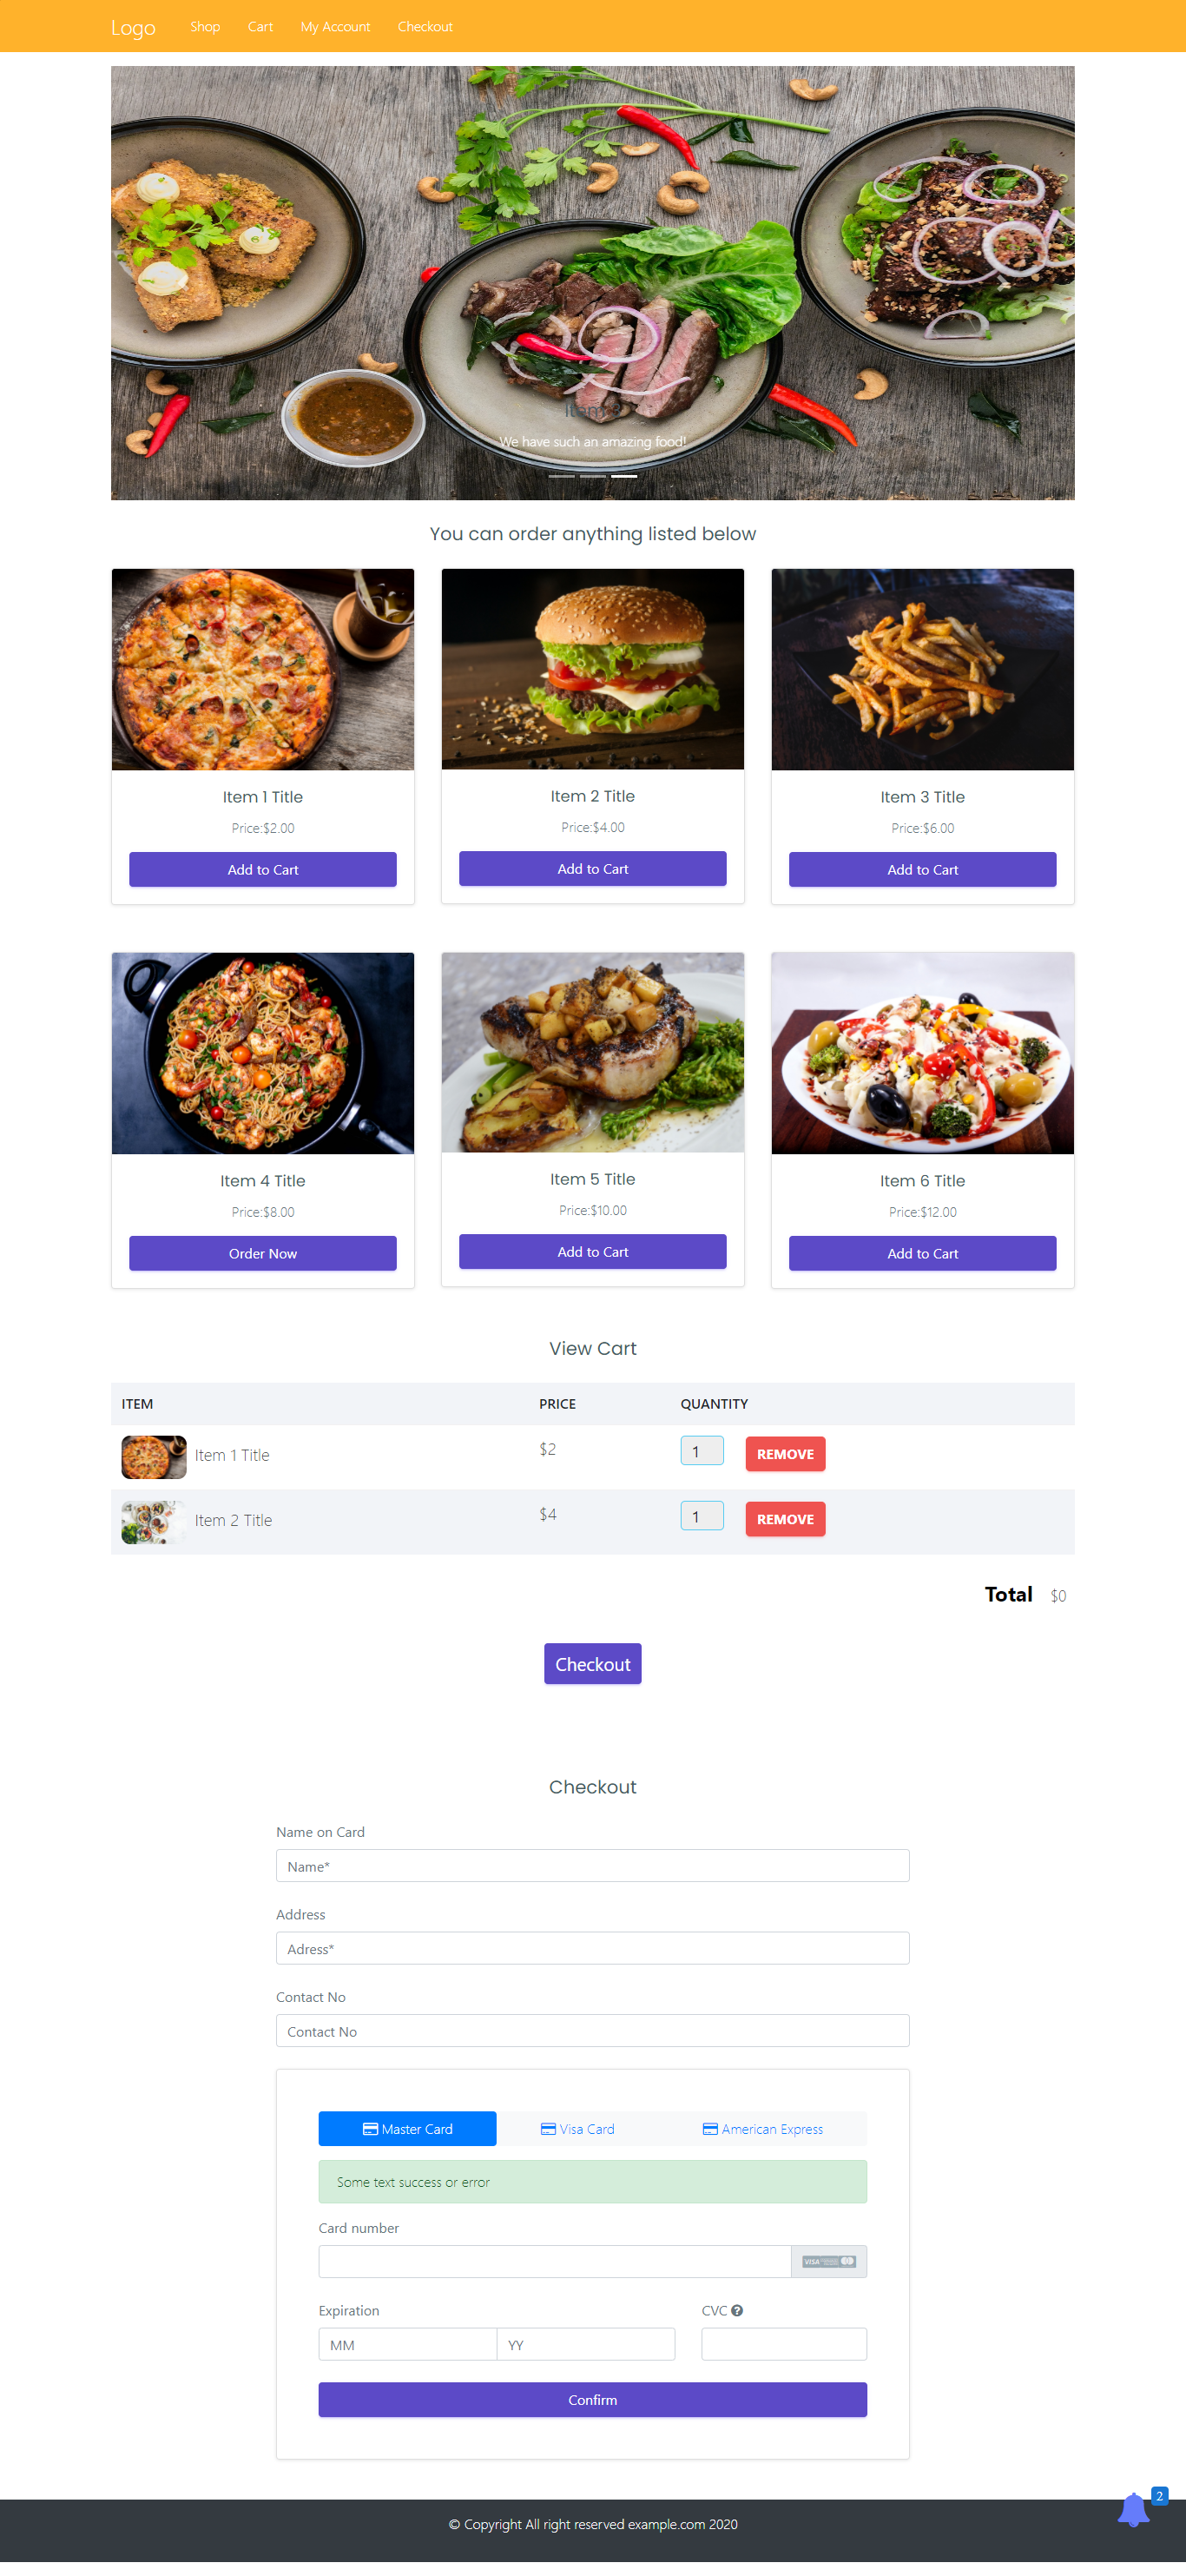 Logo Shop Cart My Account Checkout
Item 3
We have such an amazing food!
You can order anything listed below
Item 1 Title Item 2 Title Item 3 Title
Price:$2.00 Price:$4.00 Price:$6.00
Add to Cart Add to Cart Add to Cart
Item 4 Title Item 5 Title Item 6 Title
Price:$8.00 Price:$10.00 Price:$12.00
Order Now Add to Cart Add to Cart
View Cart
ITEM PRICE QUANTITY
Item 1 Title $2 1 REMOVE
Item 2 Title $4 1 REMOVE
Total $0
Checkout
Checkout
Name on Card
Name*
Address
Adress*
Contact No
Contact No
Master Card Visa Card American Express
Some text success or error
Card number
VISA
Expiration CVC
MM YY
Confirm
2
© Copyright All right reserved example.com 2020